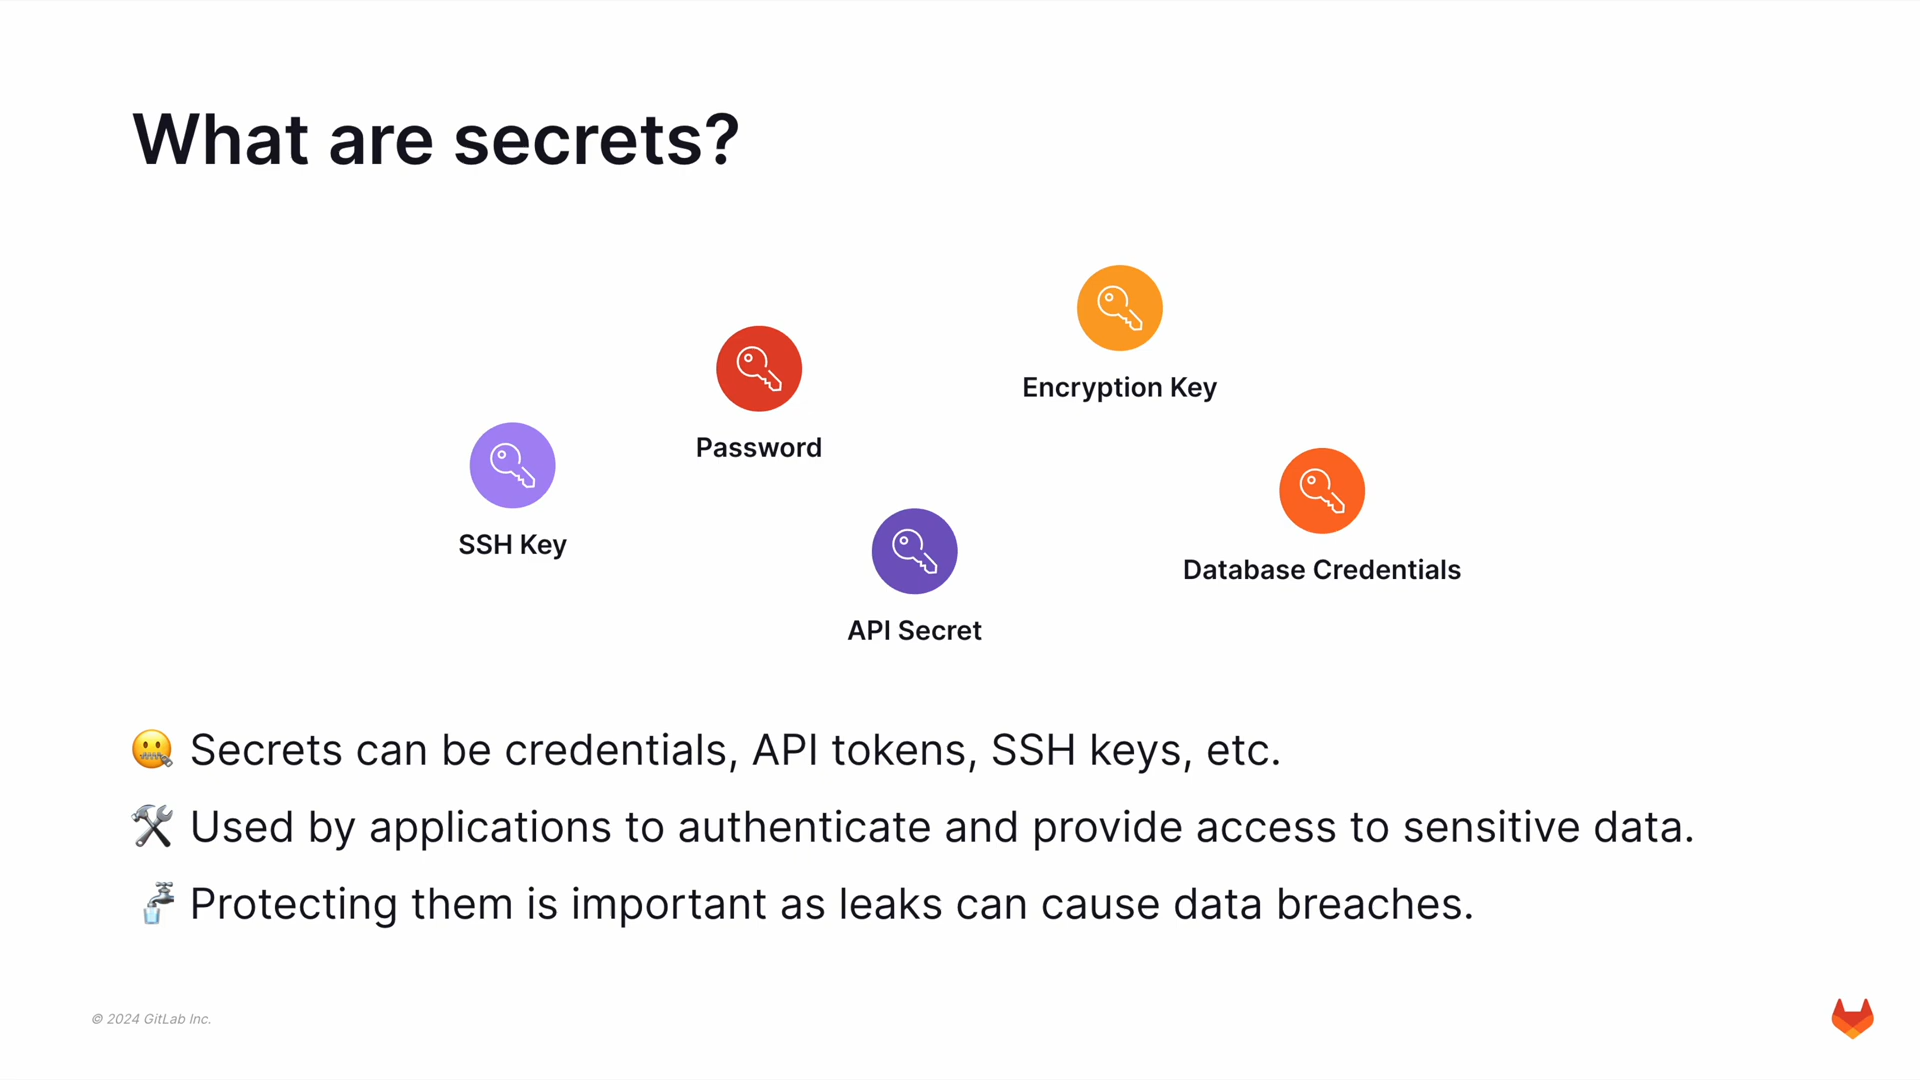 What are secrets?
Encryption Key
Password
SSH Key
Database Credentials
API Secret
🤐 Secrets can be credentials, API tokens, SSH keys, etc.
🛠️ Used by applications to authenticate and provide access to sensitive data.
🚰 Protecting them is important as leaks can cause data breaches.
© 2024 GitLab Inc.